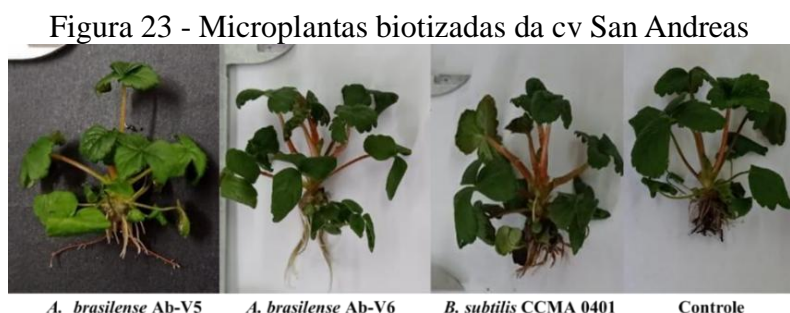 Figura 23 - Microplantas biotizadas da cv San Andreas
A. brasilense Ab-V5 A. brasilense Ab-V6 B. subtilis CCMA 0401 Controle